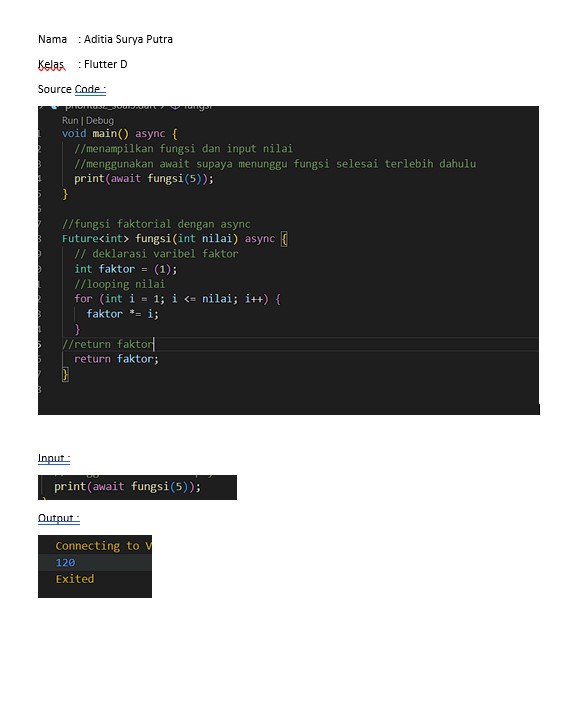 Nama : Aditia Surya Putra
Kelas : Flutter D
Source Code :
Run | Debug
void main() async {
//menampilkan fungsi dan input nilai
//menggunakan await supaya menunggu fungsi selesai terlebih dahulu
print(await fungsi(5));
}
//fungsi faktorial dengan async
Future<int> fungsi(int nilai) async {
// deklarasi varibel faktor
int faktor = (1);
//looping nilai
for (int i = 1; i <= nilai; i++) {
faktor *= i;
}
//return faktor
return faktor;
}
Input :
print(await fungsi(5));
Output :
Connecting to V
120
Exited